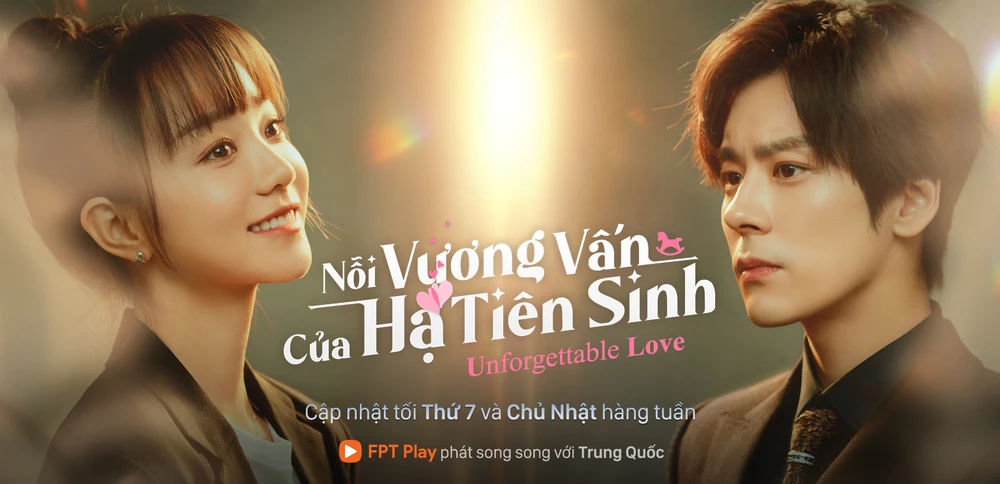 Nỗi Vương Vấn
Của Hạ Tiên Sinh
Unforgettable Love
Cập nhật tối Thứ 7 và Chủ Nhật hàng tuần
FPT Play phát song song với Trung Quốc